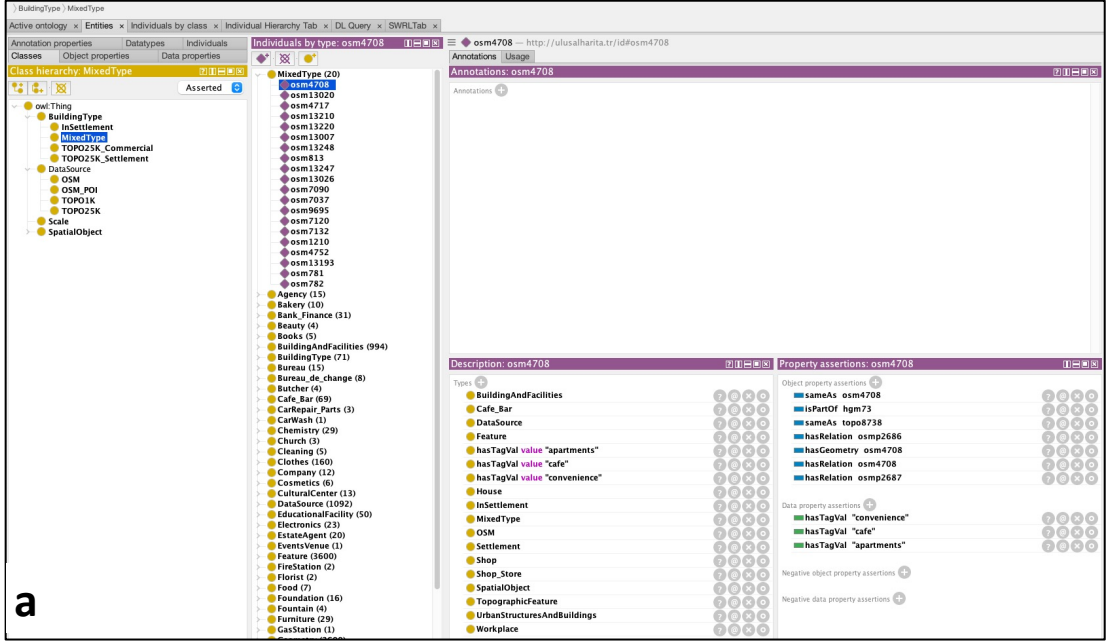 BuildingType 〉MixedType
Active ontology × Entities × Individuals by class × Individual Hierarchy Tab × DL Query × SWRLTab ×
Annotation properties Datatypes Individuals
Classes Object properties Data properties
Class hierarchy: MixedType
Asserted
owl:Thing
BuildingType
InSettlement
MixedType
TOPO25K_Commercial
TOPO25K_Settlement
DataSource
OSM
OSM_POI
TOPO1K
TOPO25K
Scale
SpatialObject
Individuals by type: osm4708
MixedType (20)
osm4708
osm13020
osm4717
osm13210
osm13220
osm13007
osm13248
osm813
osm13247
osm13026
osm7090
osm7037
osm9695
osm7120
osm7132
osm1210
osm4752
osm13193
osm781
osm782
Agency (15)
Bakery (10)
Bank_Finance (31)
Beauty (4)
Books (5)
BuildingAndFacilities (994)
BuildingType (71)
Bureau (15)
Bureau_de_change (8)
Butcher (4)
Cafe_Bar (69)
CarRepair_Parts (3)
CarWash (1)
Chemistry (29)
Church (3)
Cleaning (5)
Clothes (160)
Company (12)
Cosmetics (6)
CulturalCenter (13)
DataSource (1092)
EducationalFacility (50)
Electronics (23)
EstateAgent (20)
EventsVenue (1)
Feature (3600)
FireStation (2)
Florist (2)
Food (7)
Foundation (16)
Fountain (4)
Furniture (29)
GasStation (1)
osm4708 — http://ulusalharita.tr/id#osm4708
Annotations Usage
Annotations: osm4708
Annotations
Description: osm4708
Types
BuildingAndFacilities
Cafe_Bar
DataSource
Feature
hasTagVal value "apartments"
hasTagVal value "cafe"
hasTagVal value "convenience"
House
InSettlement
MixedType
OSM
Settlement
Shop
Shop_Store
SpatialObject
TopographicFeature
UrbanStructuresAndBuildings
Workplace
Property assertions: osm4708
Object property assertions
sameAs osm4708
isPartOf hgm73
sameAs topo8738
hasRelation osmp2686
hasGeometry osm4708
hasRelation osm4708
hasRelation osmp2687
Data property assertions
hasTagVal "convenience"
hasTagVal "cafe"
hasTagVal "apartments"
Negative object property assertions
Negative data property assertions
a